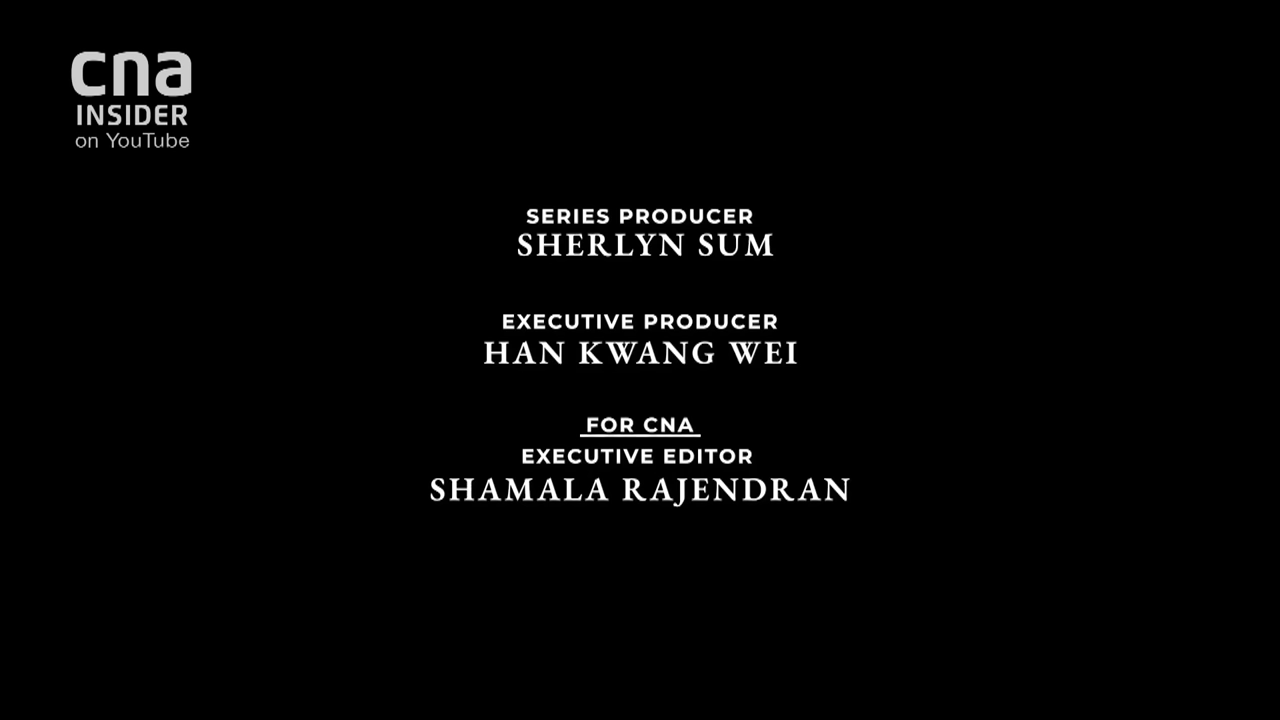 cna
INSIDER
on YouTube
SERIES PRODUCER
SHERLYN SUM
EXECUTIVE PRODUCER
HAN KWANG WEI
FOR CNA
EXECUTIVE EDITOR
SHAMALA RAJENDRAN